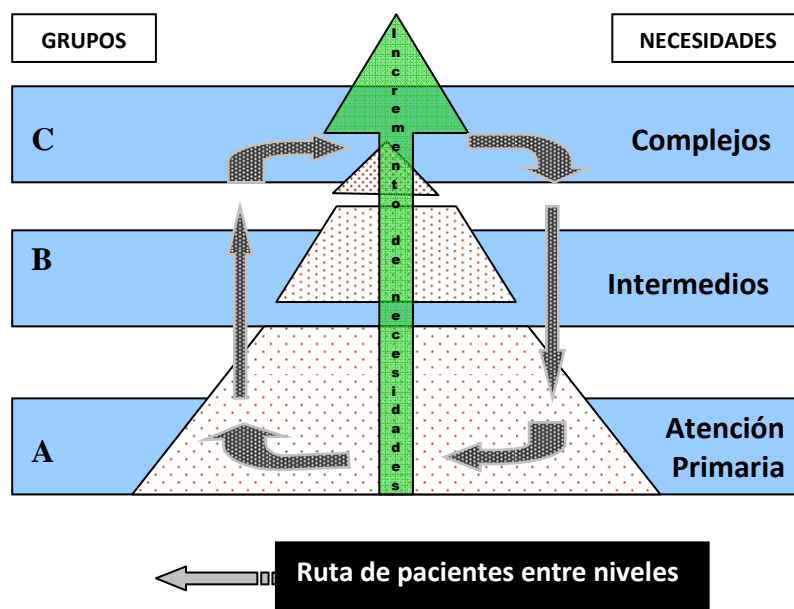 GRUPOS
NECESIDADES
Incremento de necesidades
C
Complejos
B
Intermedios
A
Atención
Primaria
Ruta de pacientes entre niveles